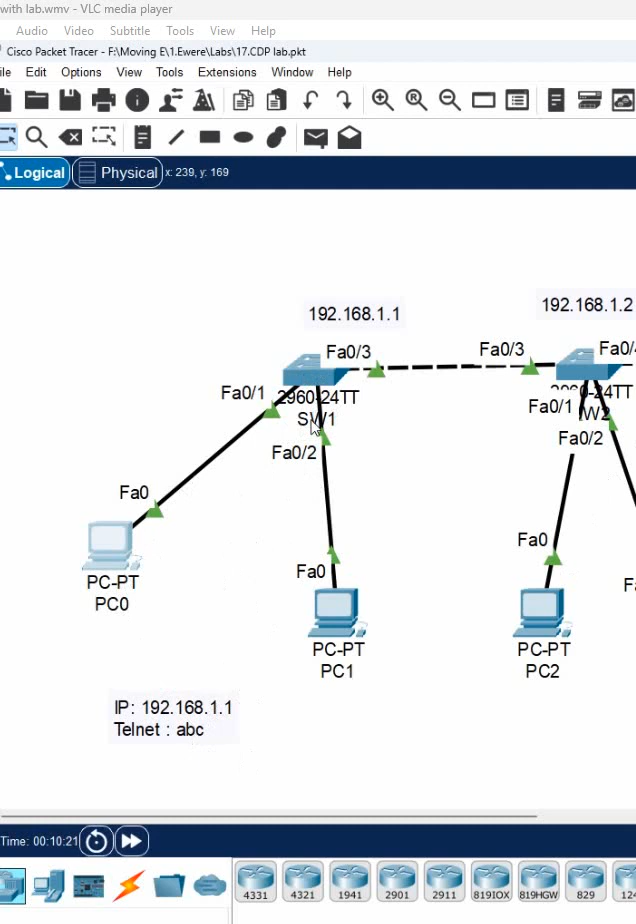 with lab.wmv - VLC media player
Audio Video Subtitle Tools View Help
Cisco Packet Tracer - F:\Moving E\1.Ewere\Labs\17.CDP lab.pkt
ile Edit Options View Tools Extensions Window Help
Logical Physical x: 239, y: 169
192.168.1.1
192.168.1.2
Fa0/3
Fa0/3
Fa0/4
Fa0/1
2960-24TT
SW1
Fa0/1
Fa0/2
Fa0/2
Fa0
Fa0
Fa0
PC-PT
PC0
PC-PT
PC1
PC-PT
PC2
IP: 192.168.1.1
Telnet : abc
Time: 00:10:21
4331 4321 1941 2901 2911 819IOX 819HGW 829